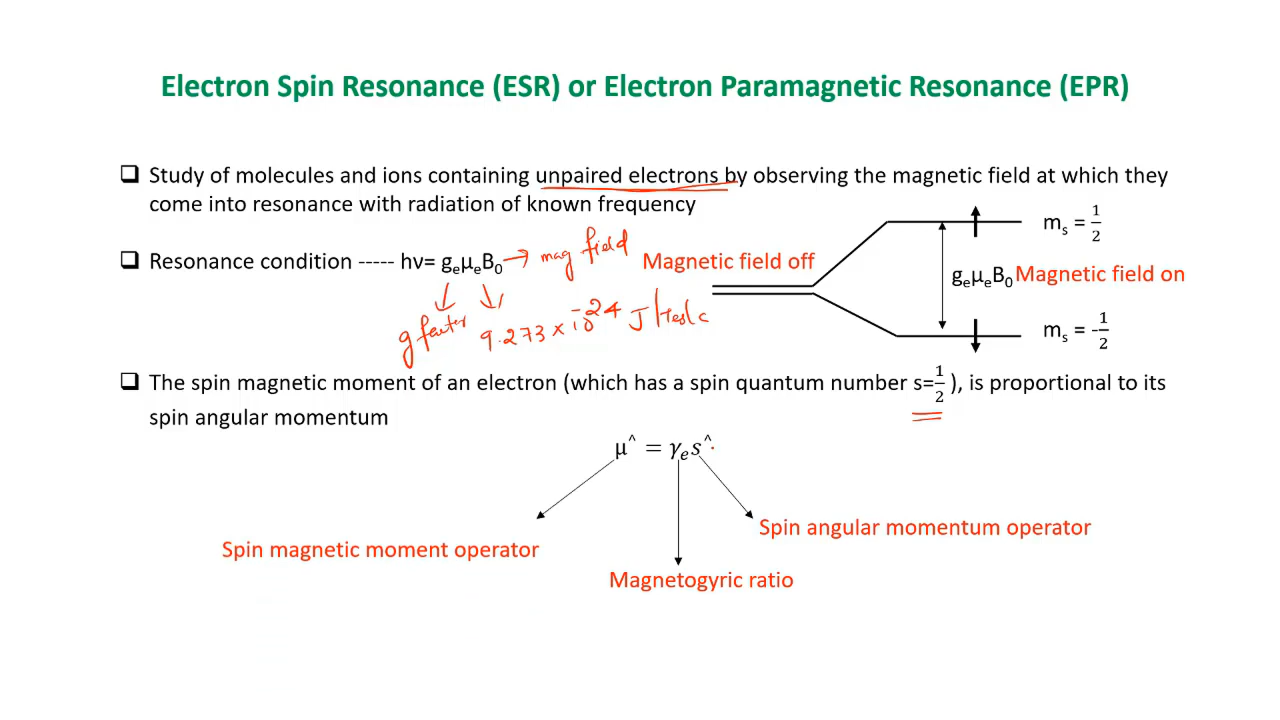 Electron Spin Resonance (ESR) or Electron Paramagnetic Resonance (EPR)
❑ Study of molecules and ions containing unpaired electrons by observing the magnetic field at which they
come into resonance with radiation of known frequency
❑ Resonance condition ----- hν= gₑμₑB₀ → mag field
g factor
9.273 × 10⁻²⁴ J/Tesla
Magnetic field off
mₛ = 1/2
gₑμₑB₀ Magnetic field on
mₛ = -1/2
❑ The spin magnetic moment of an electron (which has a spin quantum number s=1/2 ), is proportional to its
spin angular momentum
μ^ = γₑs^
Spin magnetic moment operator
Spin angular momentum operator
Magnetogyric ratio